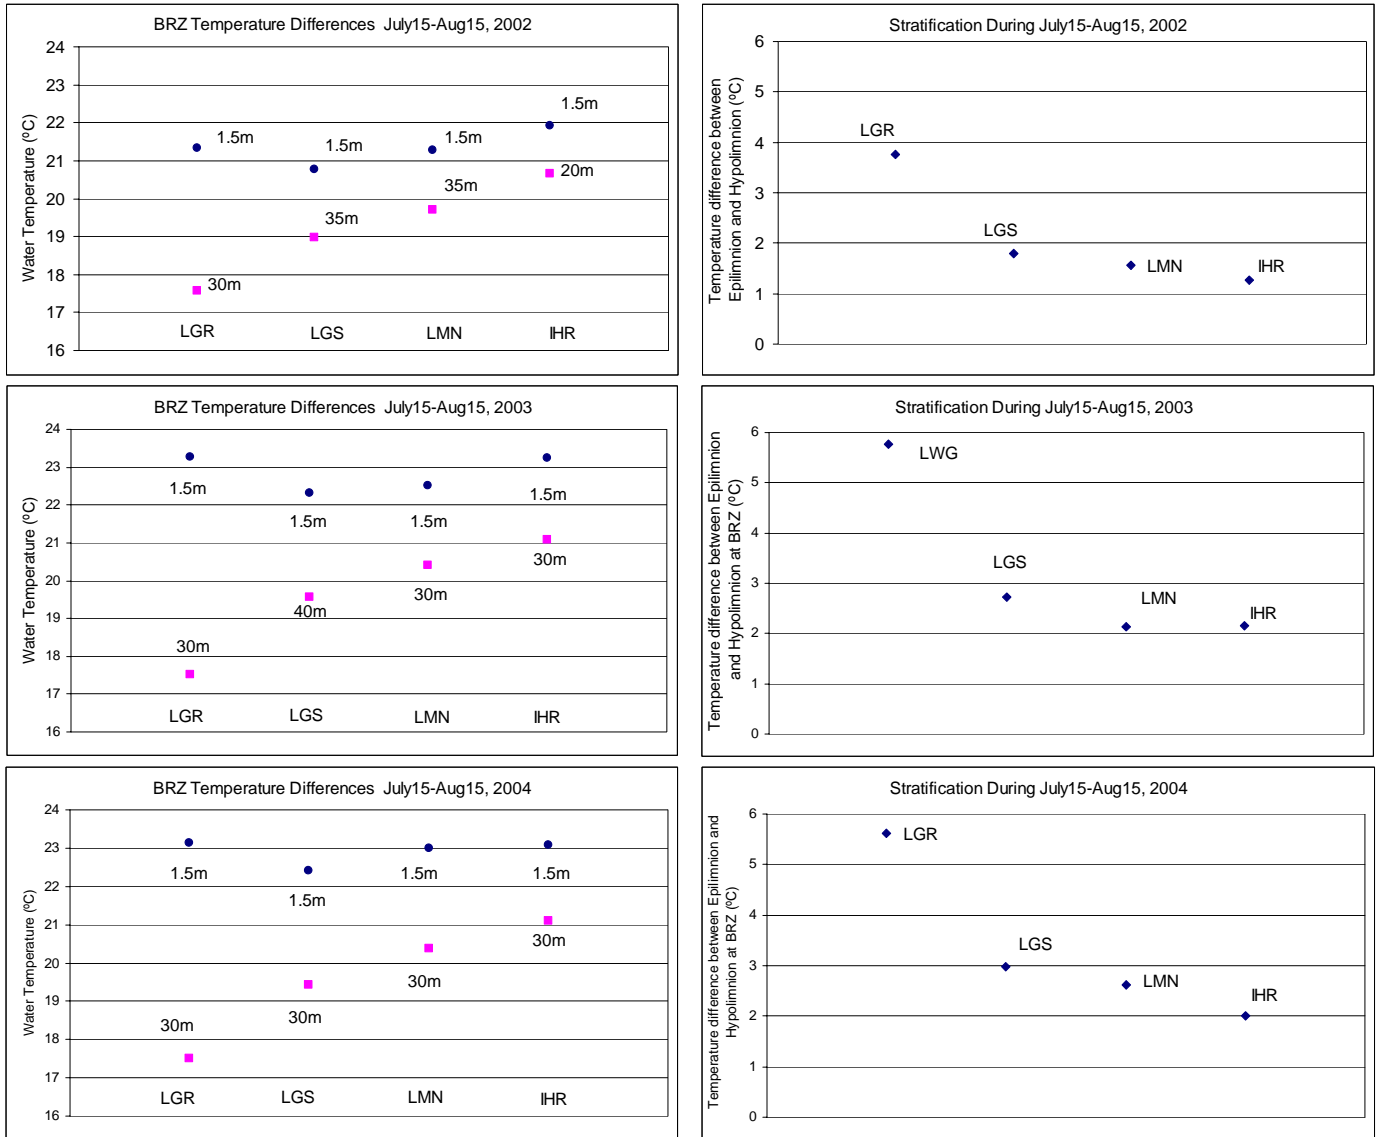 BRZ Temperature Differences  July15-Aug15, 2002
Water Temperature (ºC)
24
23
22
21
20
19
18
17
16
1.5m
1.5m
1.5m
1.5m
30m
35m
35m
20m
LGR
LGS
LMN
IHR
Stratification During July15-Aug15, 2002
Temperature difference between
Epilimnion and Hypolimnion (ºC)
6
5
4
3
2
1
0
LGR
LGS
LMN
IHR
BRZ Temperature Differences  July15-Aug15, 2003
Water Temperature (ºC)
24
23
22
21
20
19
18
17
16
1.5m
1.5m
1.5m
1.5m
30m
40m
30m
30m
LGR
LGS
LMN
IHR
Stratification During July15-Aug15, 2003
Temperature difference between Epilimnion
and Hypolimnion at BRZ (ºC)
6
5
4
3
2
1
0
LWG
LGS
LMN
IHR
BRZ Temperature Differences  July15-Aug15, 2004
Water Temperature (ºC)
24
23
22
21
20
19
18
17
16
1.5m
1.5m
1.5m
1.5m
30m
30m
30m
30m
LGR
LGS
LMN
IHR
Stratification During July15-Aug15, 2004
Temperature difference between Epilimnion and
Hypolimnion at BRZ (ºC)
6
5
4
3
2
1
0
LGR
LGS
LMN
IHR